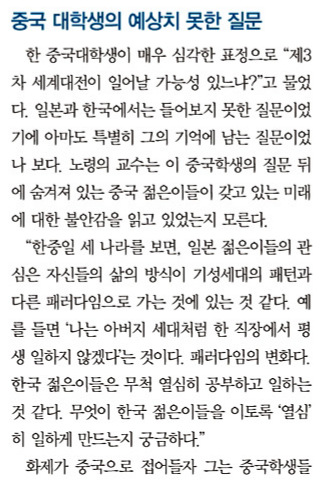 중국 대학생의 예상치 못한 질문
한 중국대학생이 매우 심각한 표정으로 “제3
차 세계대전이 일어날 가능성 있느냐?”고 물었
다. 일본과 한국에서는 들어보지 못한 질문이었
기에 아마도 특별히 그의 기억에 남는 질문이었
나 보다. 노령의 교수는 이 중국학생의 질문 뒤
에 숨겨져 있는 중국 젊은이들이 갖고 있는 미래
에 대한 불안감을 읽고 있었는지 모른다.
“한중일 세 나라를 보면, 일본 젊은이들의 관
심은 자신들의 삶의 방식이 기성세대의 패턴과
다른 패러다임으로 가는 것에 있는 것 같다. 예
를 들면 ‘나는 아버지 세대처럼 한 직장에서 평
생 일하지 않겠다’는 것이다. 패러다임의 변화다.
한국 젊은이들은 무척 열심히 공부하고 일하는
것 같다. 무엇이 한국 젊은이들을 이토록 ‘열심’
히 일하게 만드는지 궁금하다.”
화제가 중국으로 접어들자 그는 중국학생들